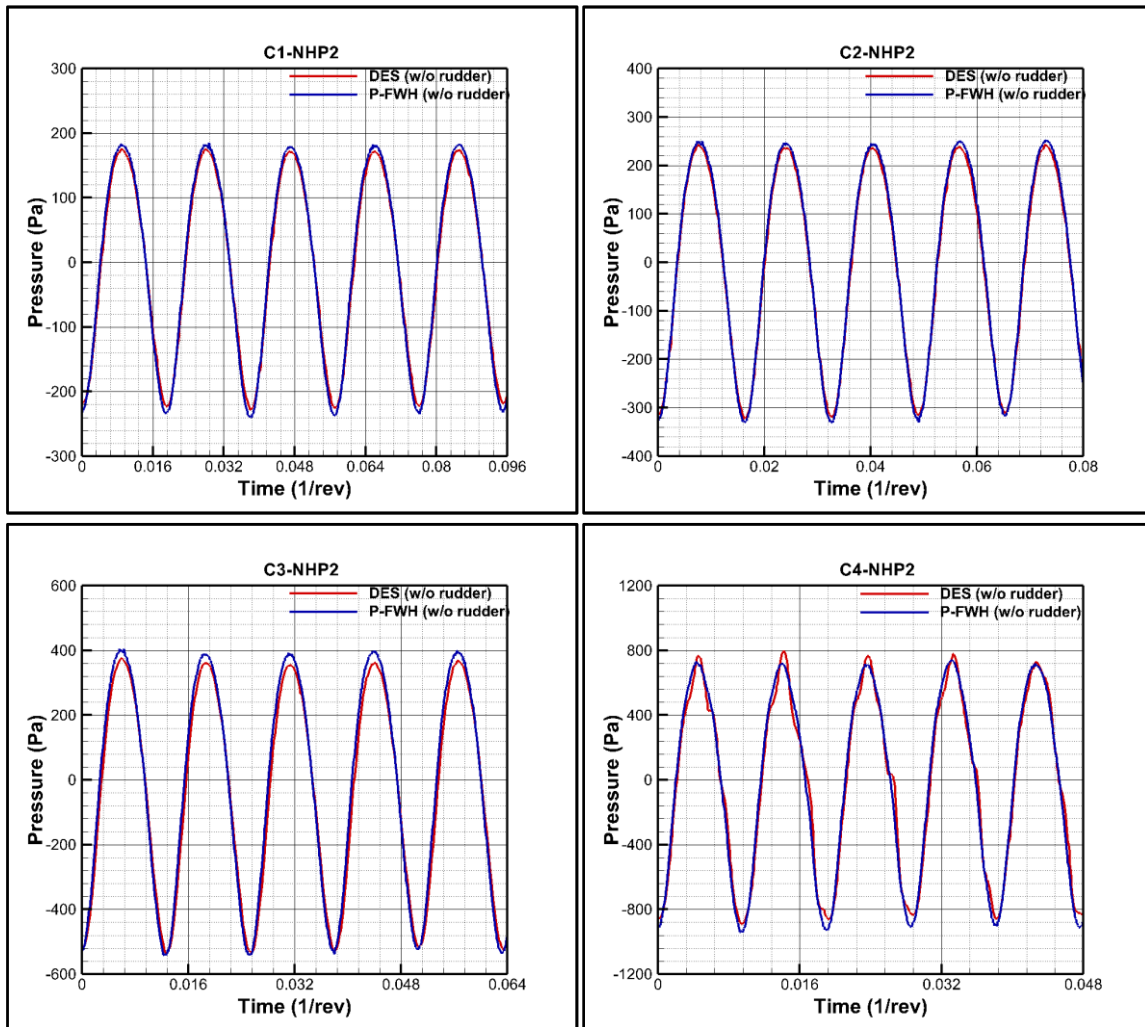 C1-NHP2
DES (w/o rudder)
P-FWH (w/o rudder)
300
200
100
0
-100
-200
-300
Pressure (Pa)
0 0.016 0.032 0.048 0.064 0.08 0.096
Time (1/rev)
C2-NHP2
DES (w/o rudder)
P-FWH (w/o rudder)
400
300
200
100
0
-100
-200
-300
-400
Pressure (Pa)
0 0.02 0.04 0.06 0.08
Time (1/rev)
C3-NHP2
DES (w/o rudder)
P-FWH (w/o rudder)
600
400
200
0
-200
-400
-600
Pressure (Pa)
0 0.016 0.032 0.048 0.064
Time (1/rev)
C4-NHP2
DES (w/o rudder)
P-FWH (w/o rudder)
1200
800
400
0
-400
-800
-1200
Pressure (Pa)
0.016 0.032 0.048
Time (1/rev)